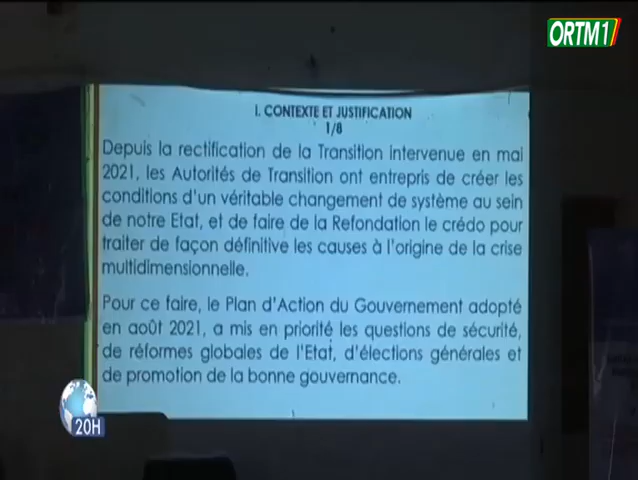 ORTM1
I. CONTEXTE ET JUSTIFICATION
1/8
Depuis la rectification de la Transition intervenue en mai
2021, les Autorités de Transition ont entrepris de créer les
conditions d'un véritable changement de système au sein
de notre Etat, et de faire de la Refondation le crédo pour
traiter de façon définitive les causes à l'origine de la crise
multidimensionnelle.
Pour ce faire, le Plan d'Action du Gouvernement adopté
en août 2021, a mis en priorité les questions de sécurité,
de réformes globales de l'Etat, d'élections générales et
de promotion de la bonne gouvernance.
20H